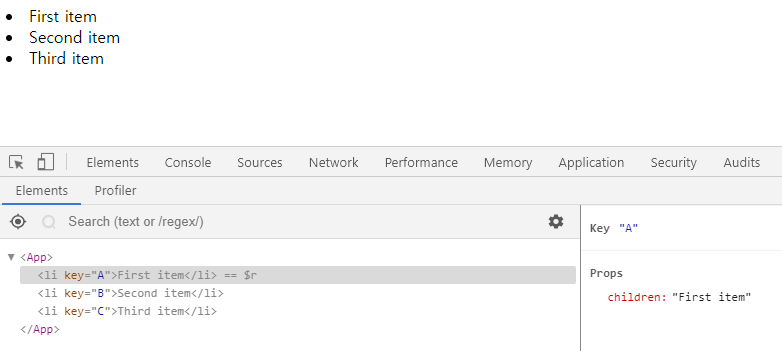 First item
Second item
Third item
Elements Console Sources Network Performance Memory Application Security Audits
Elements Profiler
Search (text or /regex/)
<App>
<li key="A">First item</li> == $r
<li key="B">Second item</li>
<li key="C">Third item</li>
</App>
Key "A"
Props
children: "First item"